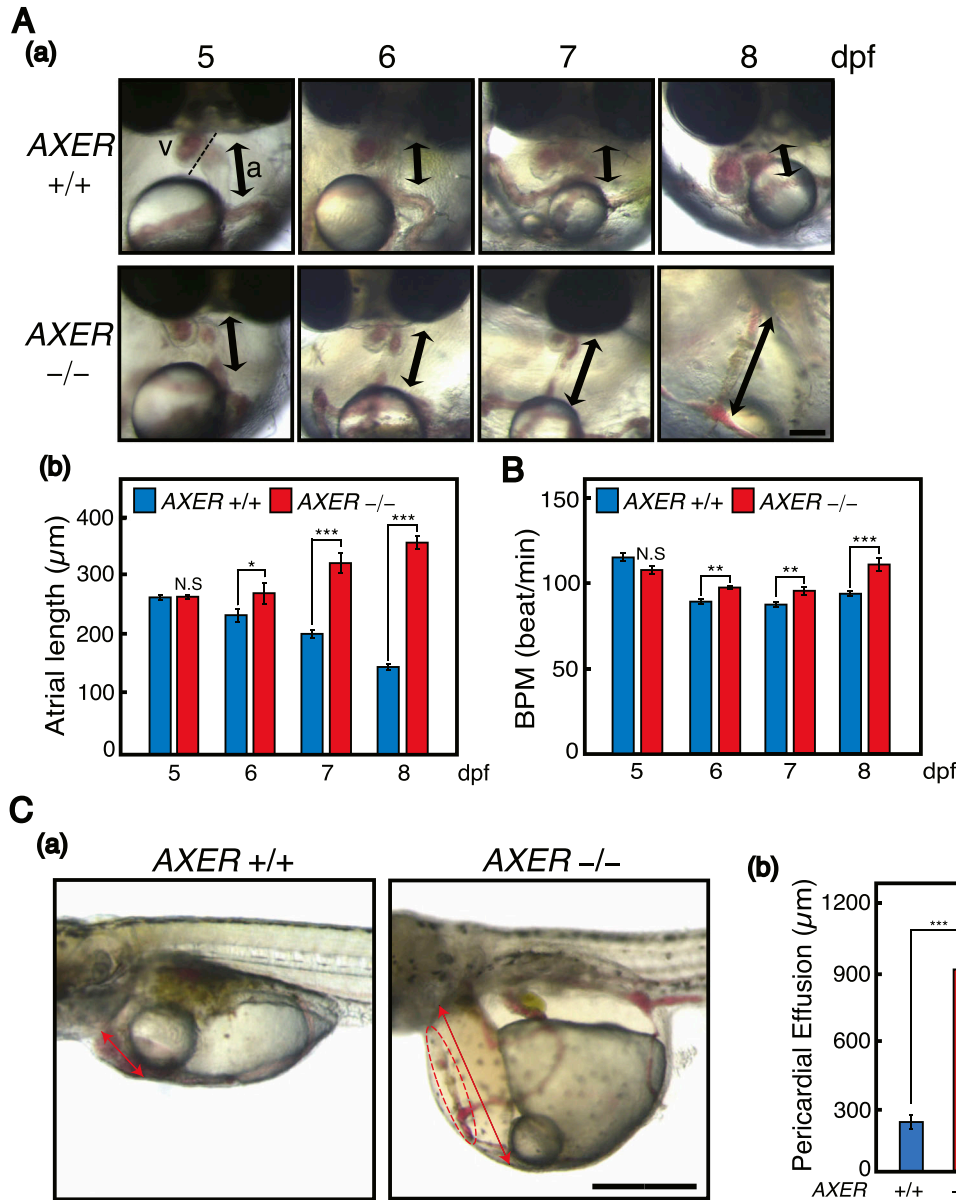 A
(a)
5 6 7 8 dpf
AXER
+/+
v
a
AXER
−/−
(b)
Atrial length (µm)
400
300
200
100
0
AXER +/+ AXER −/−
N.S
*
***
***
5 6 7 8 dpf
B
BPM (beat/min)
150
100
50
0
AXER +/+ AXER −/−
N.S
**
**
***
5 6 7 8 dpf
C
(a)
AXER +/+
AXER −/−
(b)
Pericardial Effusion (µm)
1200
900
600
300
0
***
AXER +/+ −